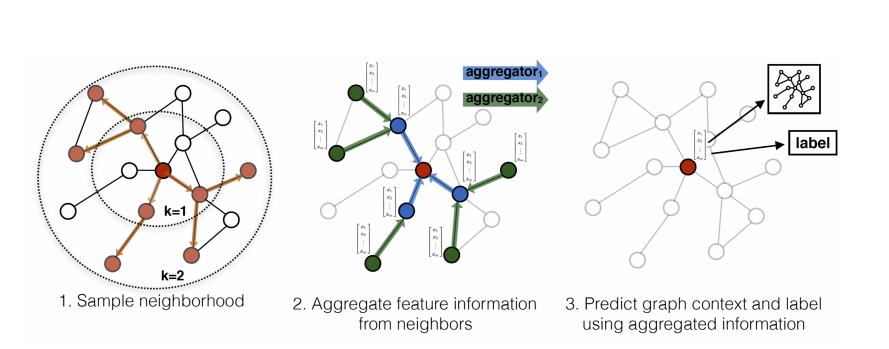 k=1
k=2
1. Sample neighborhood
aggregator1
aggregator2
2. Aggregate feature information
from neighbors
label
3. Predict graph context and label
using aggregated information